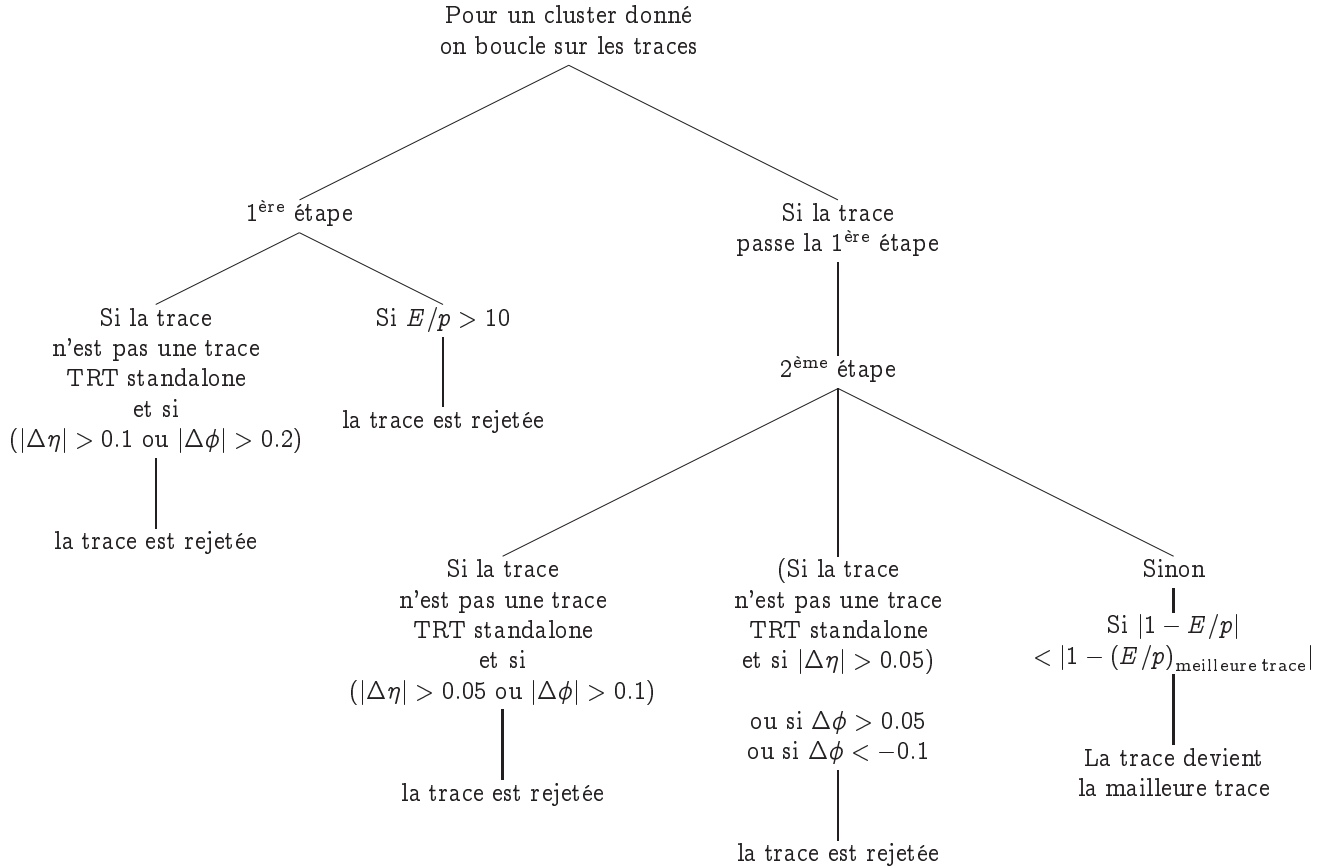 Pour un cluster donné
on boucle sur les traces
1ère étape
Si la trace
passe la 1ère étape
Si la trace
n'est pas une trace
TRT standalone
et si
(|Δη| > 0.1 ou |Δϕ| > 0.2)
la trace est rejetée
Si E/p > 10
la trace est rejetée
2ème étape
Si la trace
n'est pas une trace
TRT standalone
et si
(|Δη| > 0.05 ou |Δϕ| > 0.1)
la trace est rejetée
(Si la trace
n'est pas une trace
TRT standalone
et si |Δη| > 0.05)
ou si Δϕ > 0.05
ou si Δϕ < −0.1
la trace est rejetée
Sinon
Si |1 − E/p|
< |1 − (E/p)meilleure trace|
La trace devient
la mailleure trace